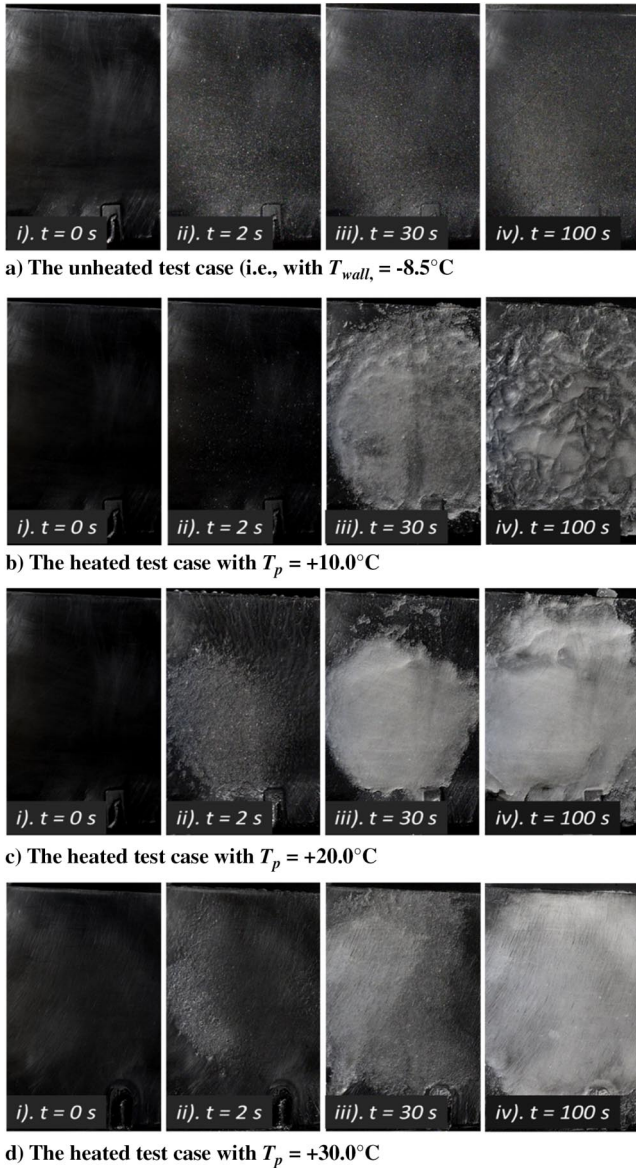 i). t = 0 s ii). t = 2 s iii). t = 30 s iv). t = 100 s
a) The unheated test case (i.e., with T_wall, = -8.5°C
i). t = 0 s ii). t = 2 s iii). t = 30 s iv). t = 100 s
b) The heated test case with T_p = +10.0°C
i). t = 0 s ii). t = 2 s iii). t = 30 s iv). t = 100 s
c) The heated test case with T_p = +20.0°C
i). t = 0 s ii). t = 2 s iii). t = 30 s iv). t = 100 s
d) The heated test case with T_p = +30.0°C